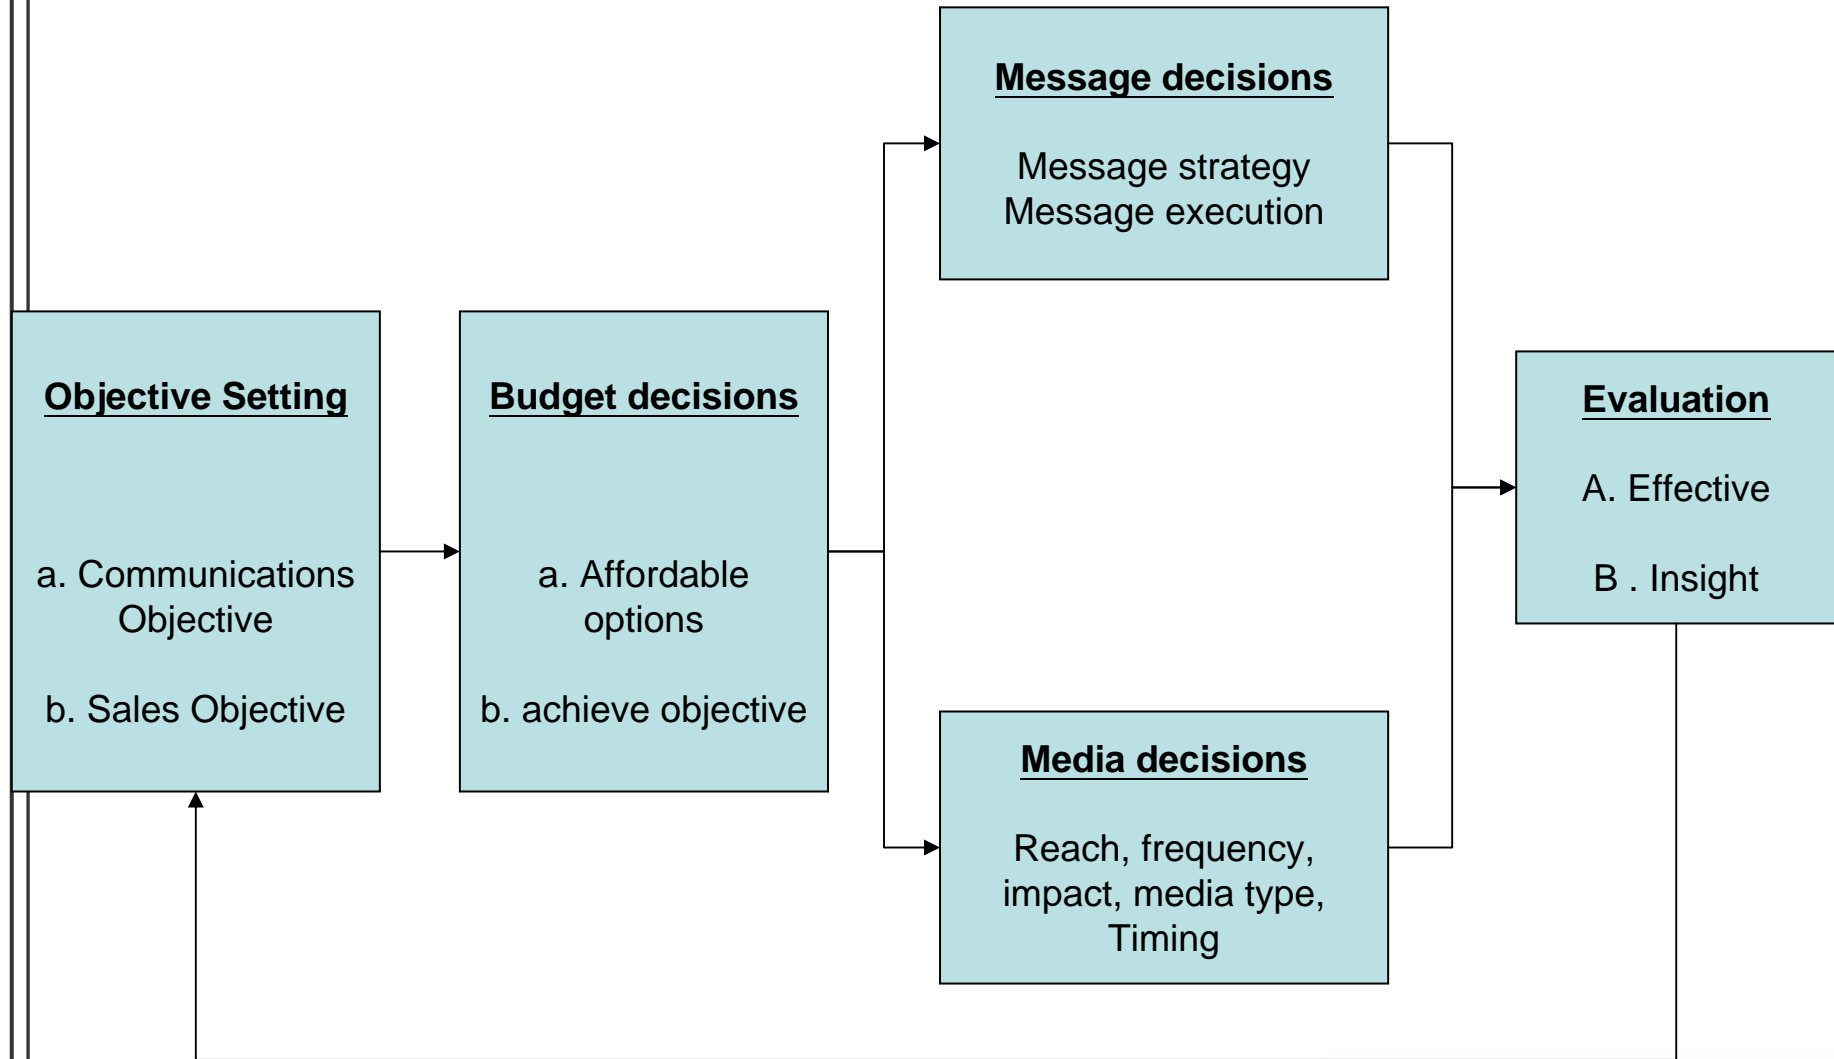 Message decisions
Message strategy
Message execution
Objective Setting
a. Communications
Objective
b. Sales Objective
Budget decisions
a. Affordable
options
b. achieve objective
Media decisions
Reach, frequency,
impact, media type,
Timing
Evaluation
A. Effective
B . Insight